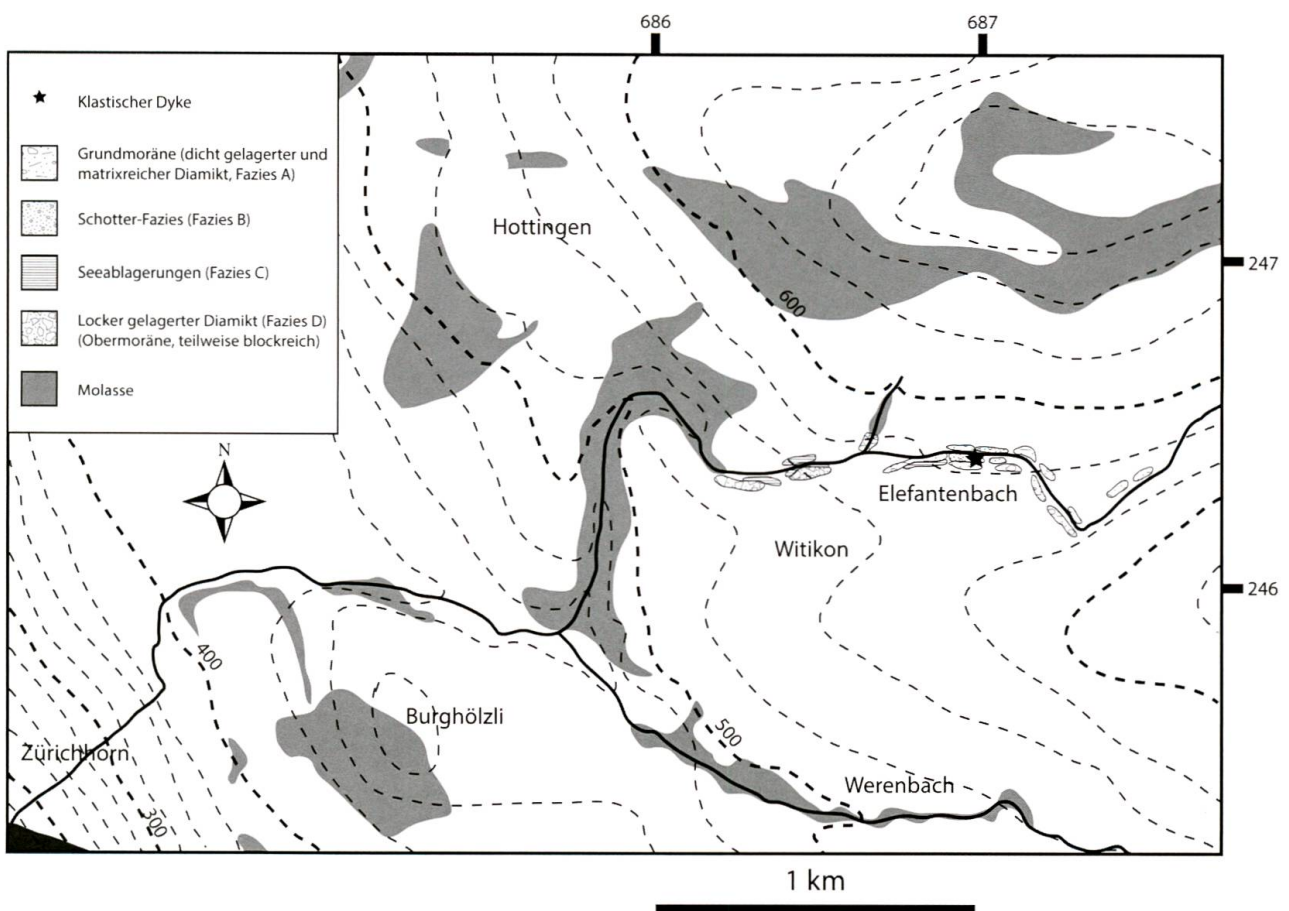 686
687
Klastischer Dyke
Grundmoräne (dicht gelagerter und
matrixreicher Diamikt, Fazies A)
Schotter-Fazies (Fazies B)
Seeablagerungen (Fazies C)
Locker gelagerter Diamikt (Fazies D)
(Obermoräne, teilweise blockreich)
Molasse
N
Hottingen
247
600
Elefantenbach
Witikon
246
400
Burghölzli
500
Zürichhorn
Werenbach
300
1 km